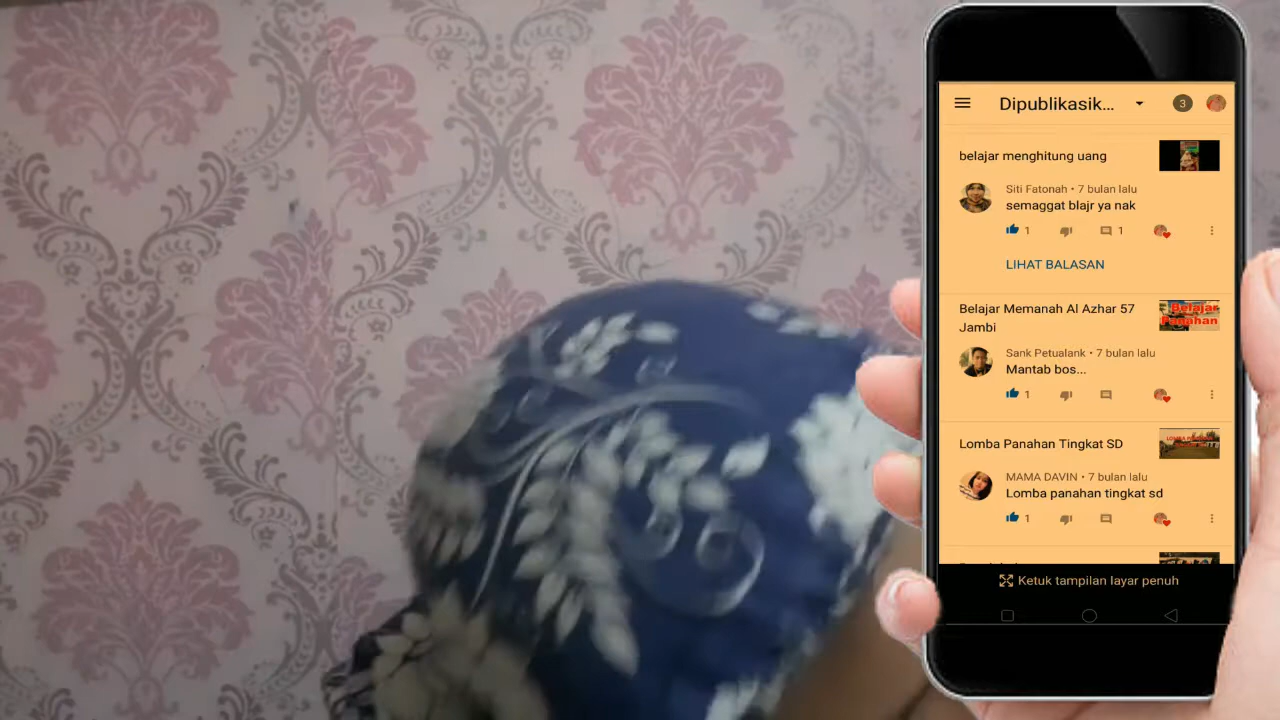 Dipublikasik...
3
belajar menghitung uang
Siti Fatonah • 7 bulan lalu
semaggat blajr ya nak
1
1
LIHAT BALASAN
Belajar Memanah Al Azhar 57
Jambi
Belajar
Panahan
Sank Petualank • 7 bulan lalu
Mantab bos...
1
Lomba Panahan Tingkat SD
MAMA DAVIN • 7 bulan lalu
Lomba panahan tingkat sd
1
Ketuk tampilan layar penuh